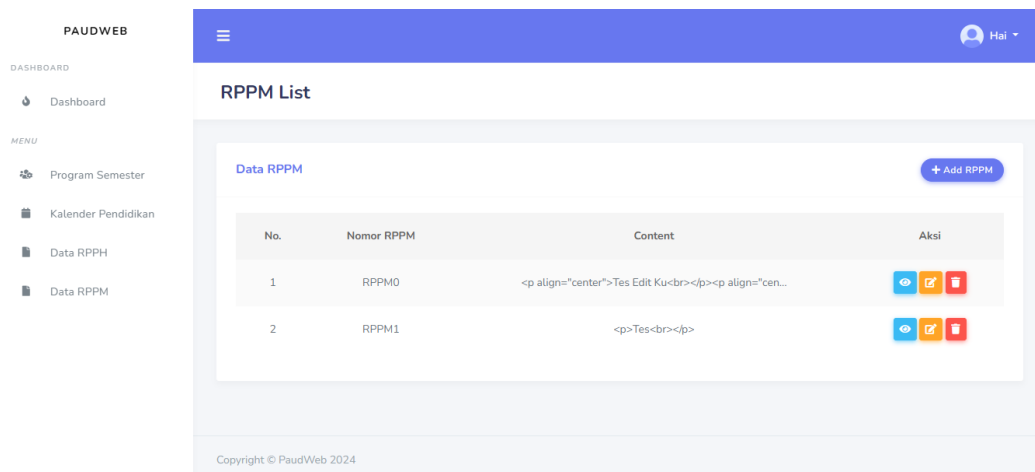 PAUDWEB
DASHBOARD
Dashboard
MENU
Program Semester
Kalender Pendidikan
Data RPPH
Data RPPM
Hai
RPPM List
Data RPPM
Add RPPM
No. Nomor RPPM Content Aksi
1 RPPM0 <p align="center">Tes Edit Ku<br></p><p align="cen...
2 RPPM1 <p>Tes<br></p>
Copyright © PaudWeb 2024